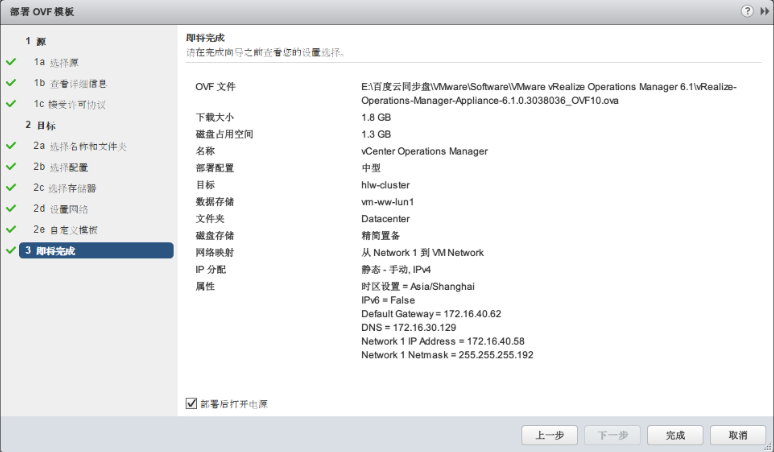 部署 OVF 模板
1 源
1a 选择源
1b 查看详细信息
1c 接受许可协议
2 目标
2a 选择名称和文件夹
2b 选择配置
2c 选择存储器
2d 设置网络
2e 自定义模板
3 即将完成
即将完成
请在完成向导之前查看您的设置选择。
OVF 文件 E:\百度云同步盘\VMware\Software\VMware vRealize Operations Manager 6.1\vRealize-
Operations-Manager-Appliance-6.1.0.3038036_OVF10.ova
下载大小 1.8 GB
磁盘占用空间 1.3 GB
名称 vCenter Operations Manager
部署配置 中型
目标 hlw-cluster
数据存储 vm-ww-lun1
文件夹 Datacenter
磁盘存储 精简置备
网络映射 从 Network 1 到 VM Network
IP 分配 静态 - 手动, IPv4
属性 时区设置 = Asia/Shanghai
IPv6 = False
Default Gateway = 172.16.40.62
DNS = 172.16.30.129
Network 1 IP Address = 172.16.40.58
Network 1 Netmask = 255.255.255.192
部署后打开电源
上一步 下一步 完成 取消